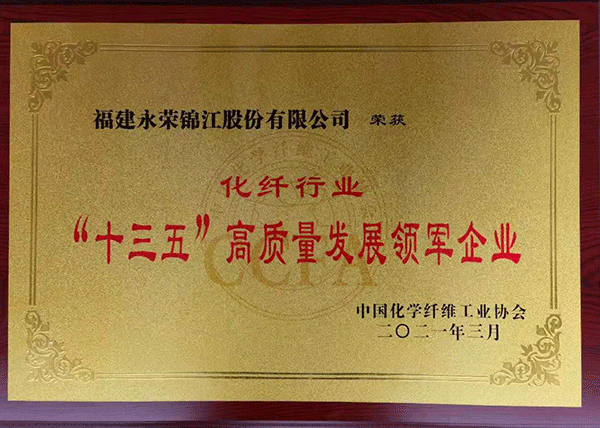 福建永荣锦江股份有限公司 荣获
化纤行业
“十三五”高质量发展领军企业
CCFA
中国化学纤维工业协会
二〇二一年三月